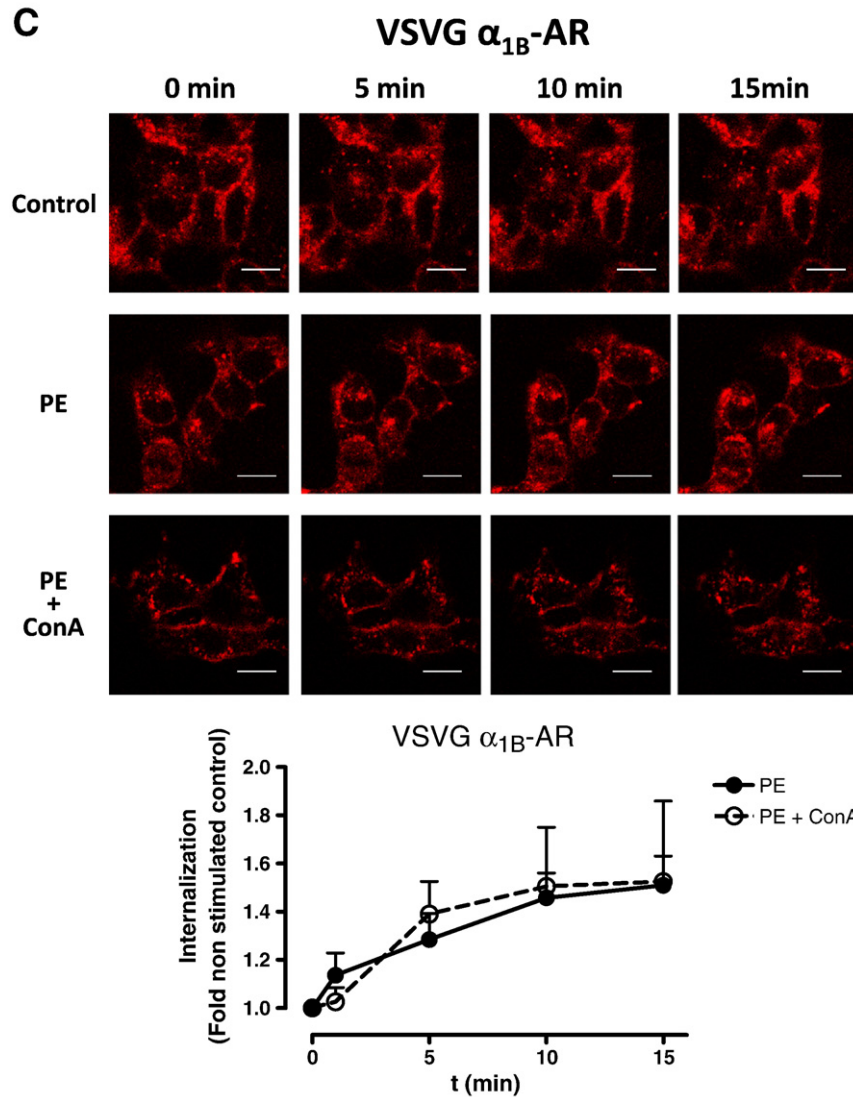 C
VSVG α1B-AR
0 min 5 min 10 min 15min
Control
PE
PE
+
ConA
VSVG α1B-AR
Internalization
(Fold non stimulated control)
2.0
1.8
1.6
1.4
1.2
1.0
PE
PE + ConA
0 5 10 15
t (min)